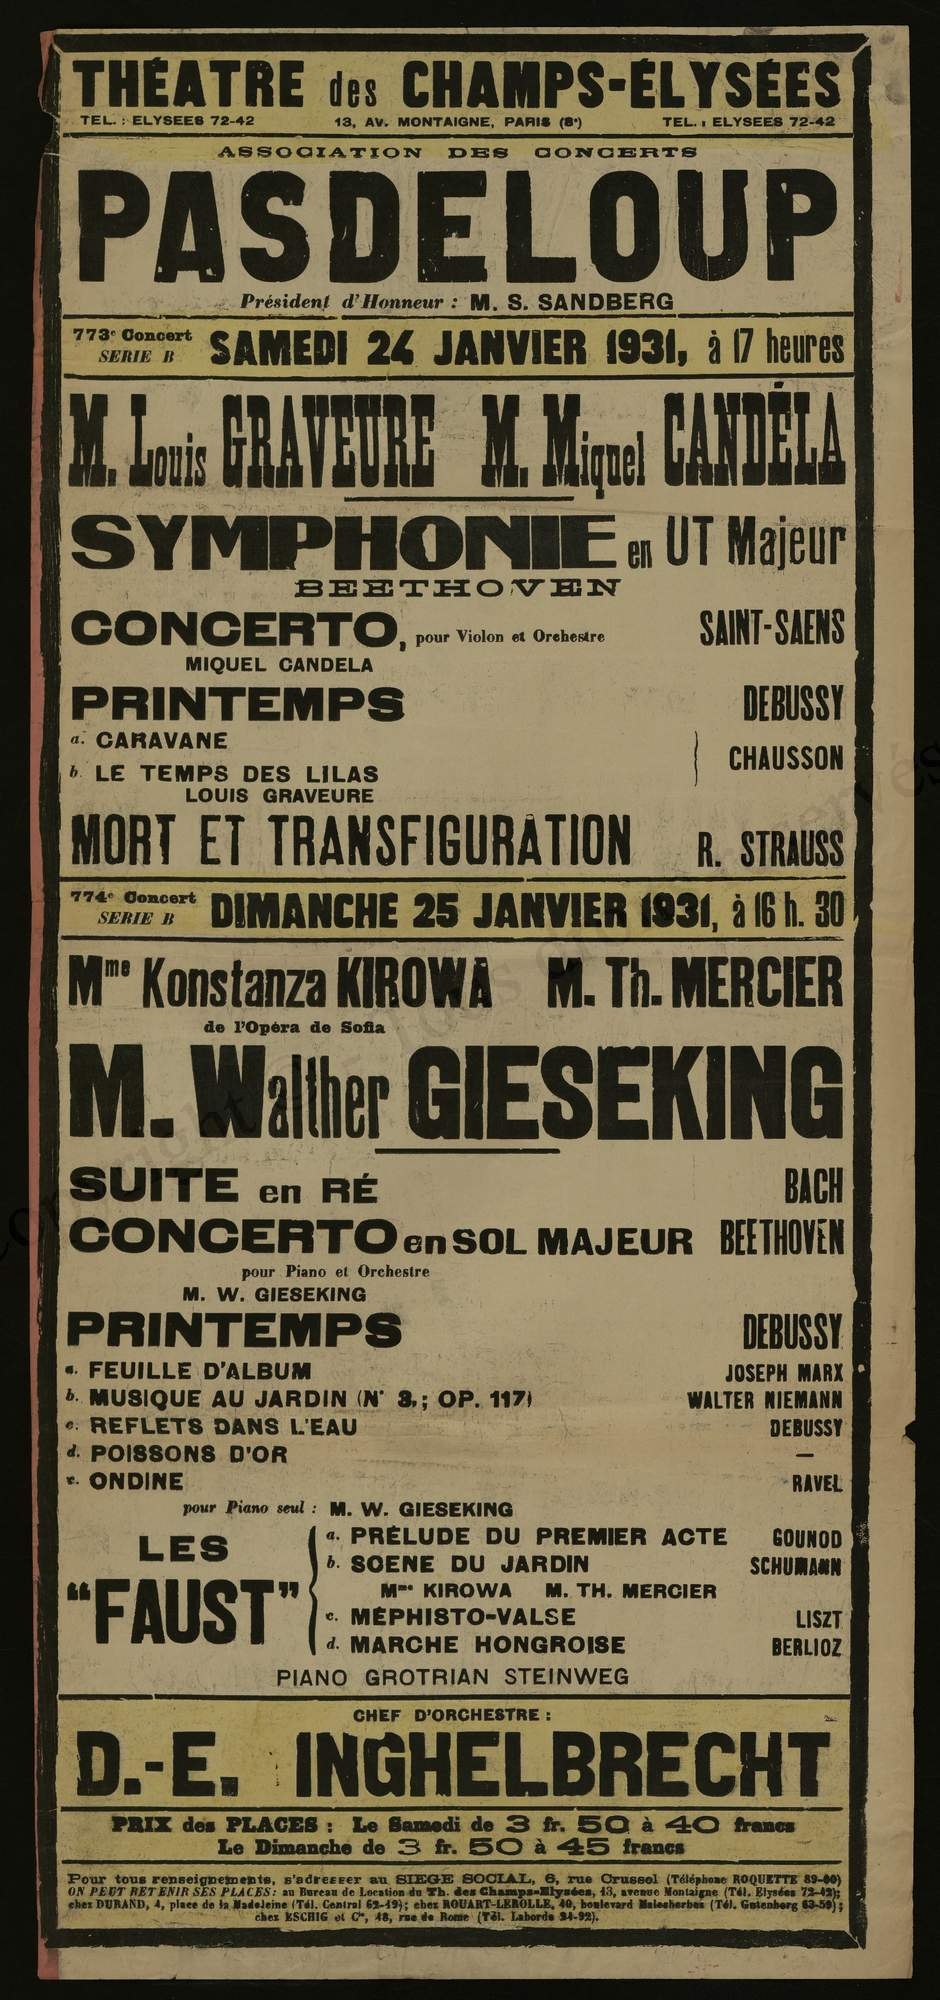 THÉATRE des CHAMPS-ÉLYSÉES
TEL. : ELYSEES 72-42 13, AV. MONTAIGNE, PARIS (8e) TEL. : ELYSEES 72-42
ASSOCIATION DES CONCERTS
PASDELOUP
Président d'Honneur : M. S. SANDBERG
773e Concert SAMEDI 24 JANVIER 1931, à 17 heures
SERIE B
M. Louis GRAVEURE M. Miquel CANDÉLA
SYMPHONIE en UT Majeur
BEETHOVEN
CONCERTO, pour Violon et Orchestre SAINT-SAENS
MIQUEL CANDELA
PRINTEMPS DEBUSSY
a. CARAVANE
CHAUSSON
b. LE TEMPS DES LILAS
LOUIS GRAVEURE
MORT ET TRANSFIGURATION R. STRAUSS
774e Concert DIMANCHE 25 JANVIER 1931, à 16 h. 30
SERIE B
Mme Konstanza KIROWA M. Th. MERCIER
de l'Opéra de Sofia
M. Walther GIESEKING
SUITE en RÉ BACH
CONCERTO en SOL MAJEUR BEETHOVEN
pour Piano et Orchestre
M. W. GIESEKING
PRINTEMPS DEBUSSY
a. FEUILLE D'ALBUM JOSEPH MARX
b. MUSIQUE AU JARDIN (N° 3, ; OP. 117) WALTER NIEMANN
c. REFLETS DANS L'EAU DEBUSSY
d. POISSONS D'OR —
e. ONDINE RAVEL
pour Piano seul : M. W. GIESEKING
LES "FAUST"
a. PRÉLUDE DU PREMIER ACTE GOUNOD
b. SCENE DU JARDIN SCHUMANN
Mme KIROWA M. TH. MERCIER
c. MÉPHISTO-VALSE LISZT
d. MARCHE HONGROISE BERLIOZ
PIANO GROTRIAN STEINWEG
CHEF D'ORCHESTRE :
D.-E. INGHELBRECHT
PRIX des PLACES : Le Samedi de 3 fr. 50 à 40 francs
Le Dimanche de 3 fr. 50 à 45 francs
Pour tous renseignements, s'adresser au SIEGE SOCIAL, 6, rue Crussol (Téléphone ROQUETTE 89-60)
ON PEUT RETENIR SES PLACES : au Bureau de Location du Th. des Champs-Elysées, 13, avenue Montaigne (Tél. Elysées 72-42);
chez DURAND, 4, place de la Madeleine (Tél. Central 62-19); chez ROUART-LEROLLE, 40, boulevard Malesherbes (Tél. Gutenberg 63-59);
chez ESCHIG et Cie, 48, rue de Rome (Tél. Laborde 24-92).